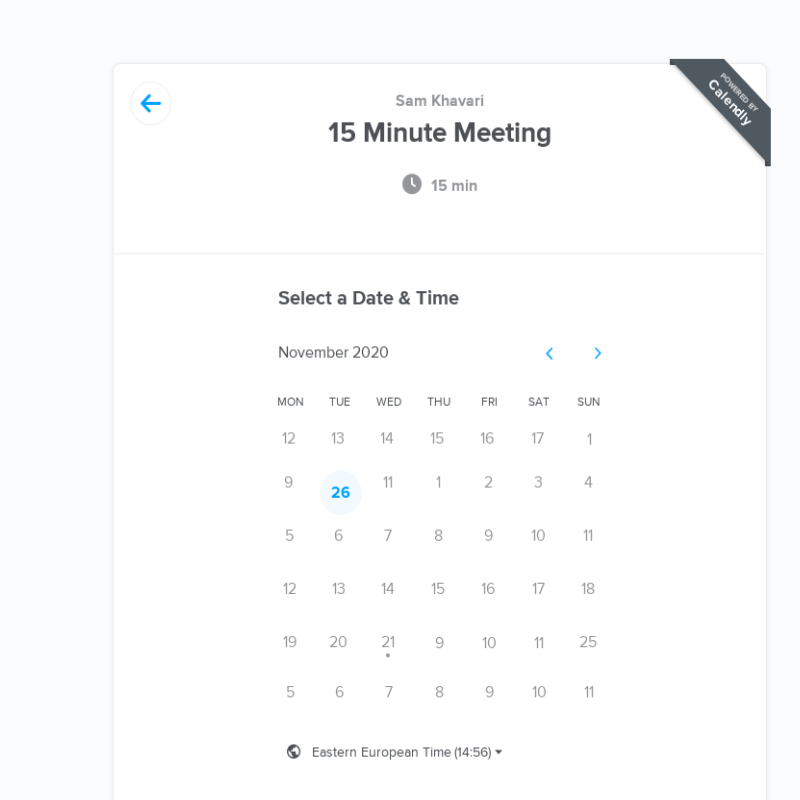 POWERED BY
Calendly
Sam Khavari
15 Minute Meeting
15 min
Select a Date & Time
November 2020
MON TUE WED THU FRI SAT SUN
12 13 14 15 16 17 1
9 26 11 1 2 3 4
5 6 7 8 9 10 11
12 13 14 15 16 17 18
19 20 21 9 10 11 25
5 6 7 8 9 10 11
Eastern European Time (14:56)